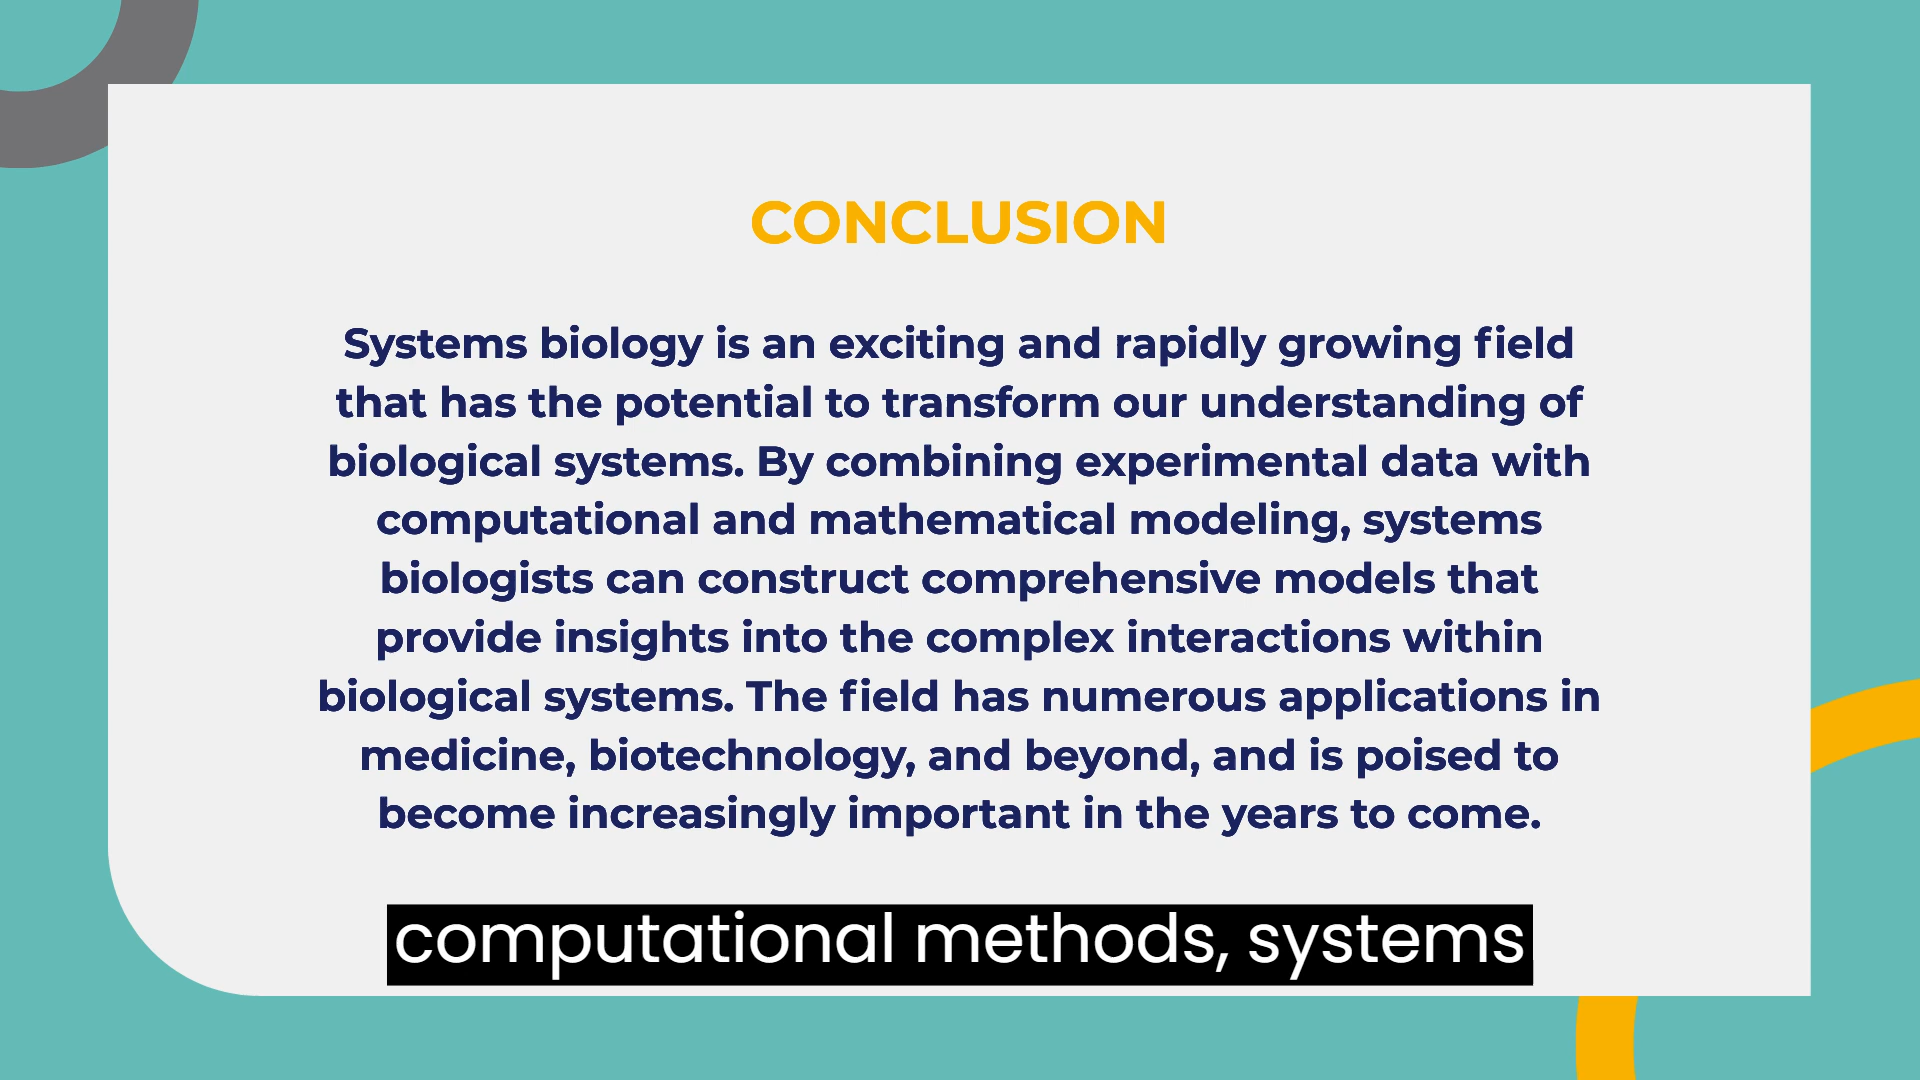 CONCLUSION
Systems biology is an exciting and rapidly growing field
that has the potential to transform our understanding of
biological systems. By combining experimental data with
computational and mathematical modeling, systems
biologists can construct comprehensive models that
provide insights into the complex interactions within
biological systems. The field has numerous applications in
medicine, biotechnology, and beyond, and is poised to
become increasingly important in the years to come.
computational methods, systems